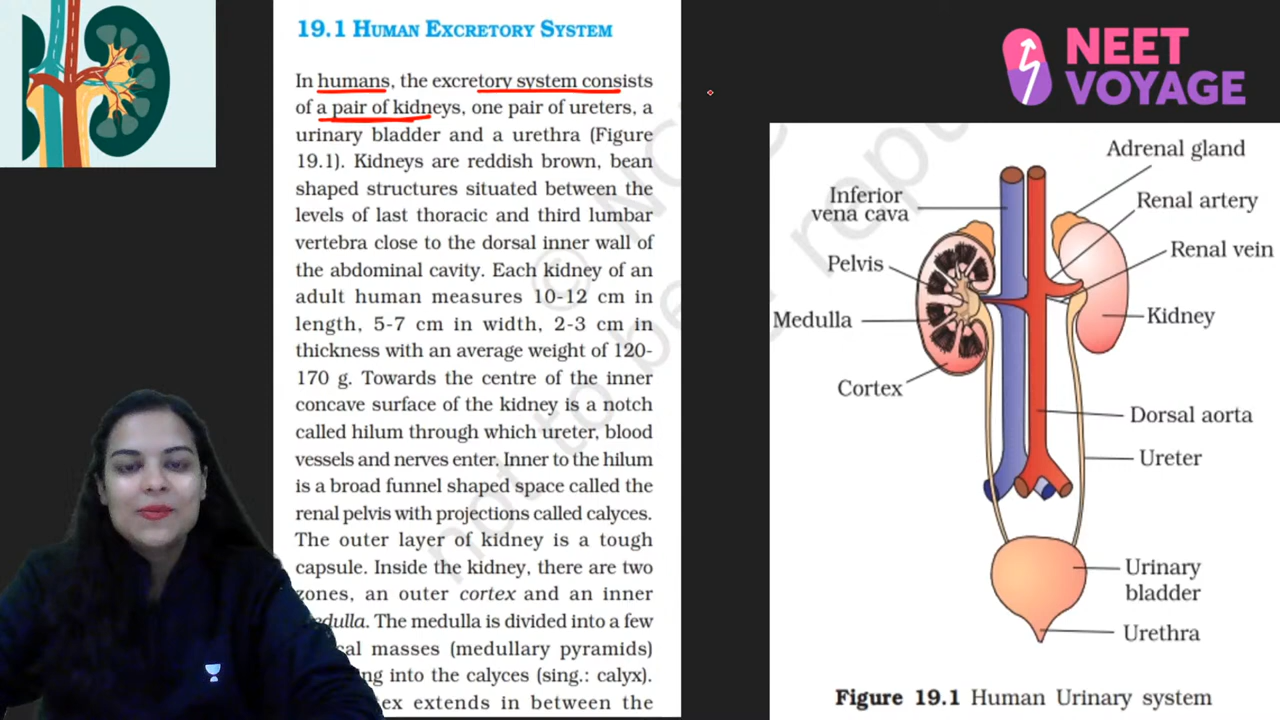 19.1 HUMAN EXCRETORY SYSTEM
In humans, the excretory system consists
of a pair of kidneys, one pair of ureters, a
urinary bladder and a urethra (Figure
19.1). Kidneys are reddish brown, bean
shaped structures situated between the
levels of last thoracic and third lumbar
vertebra close to the dorsal inner wall of
the abdominal cavity. Each kidney of an
adult human measures 10-12 cm in
length, 5-7 cm in width, 2-3 cm in
thickness with an average weight of 120-
170 g. Towards the centre of the inner
concave surface of the kidney is a notch
called hilum through which ureter, blood
vessels and nerves enter. Inner to the hilum
is a broad funnel shaped space called the
renal pelvis with projections called calyces.
The outer layer of kidney is a tough
capsule. Inside the kidney, there are two
zones, an outer cortex and an inner
The medulla is divided into a few
masses (medullary pyramids)
into the calyces (sing.: calyx).
extends in between the
NEET
VOYAGE
Adrenal gland
Inferior
vena cava
Renal artery
Renal vein
Pelvis
Medulla
Kidney
Cortex
Dorsal aorta
Ureter
Urinary
bladder
Urethra
Figure 19.1 Human Urinary system
© NC
not to be repu